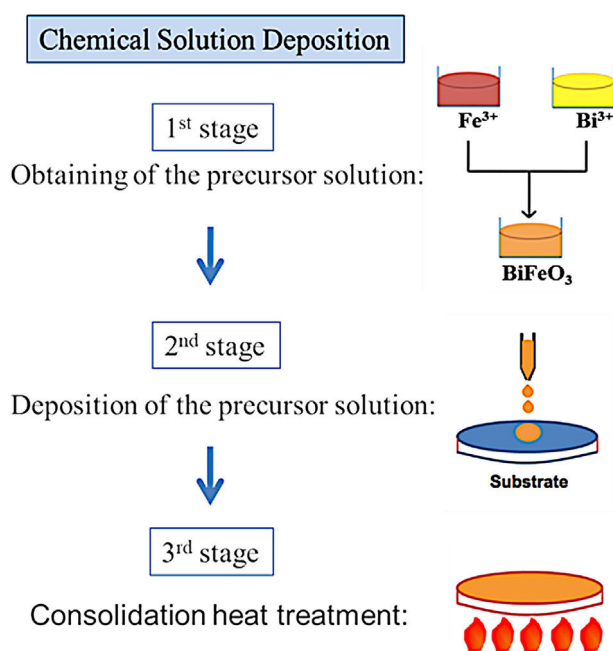 Chemical Solution Deposition
1st stage
Obtaining of the precursor solution:
Fe³⁺
Bi³⁺
BiFeO₃
2nd stage
Deposition of the precursor solution:
Substrate
3rd stage
Consolidation heat treatment: